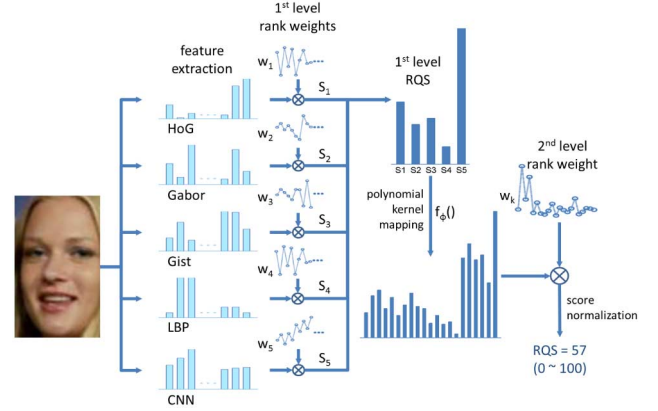 1st level
rank weights
feature
extraction
w1
S1
HoG
w2
S2
Gabor
w3
S3
Gist
w4
S4
LBP
w5
S5
CNN
1st level
RQS
S1 S2 S3 S4 S5
polynomial
kernel
mapping
fϕ()
2nd level
rank weight
wk
score
normalization
RQS = 57
(0 ~ 100)